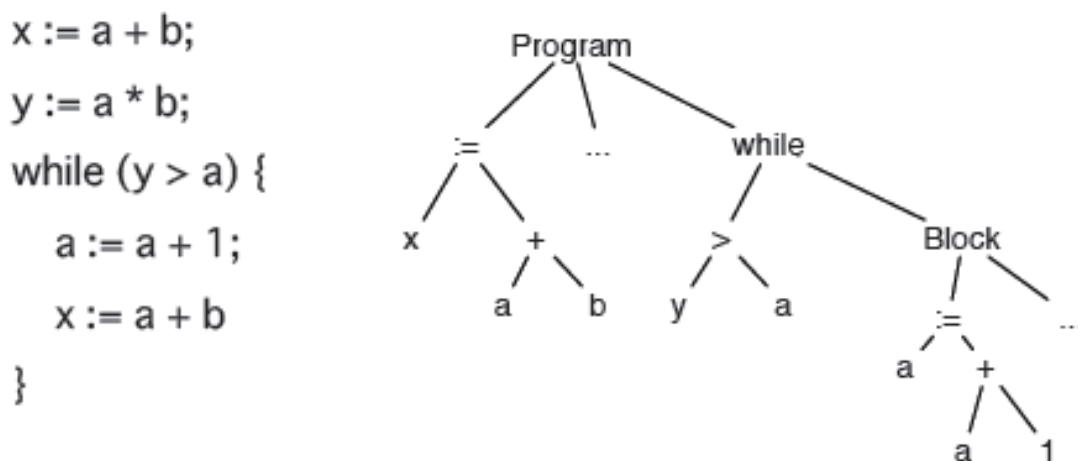 x := a + b;
y := a * b;
while (y > a) {
a := a + 1;
x := a + b
}
Program
:= ... while
x + > Block
a b y a := ...
a +
a 1